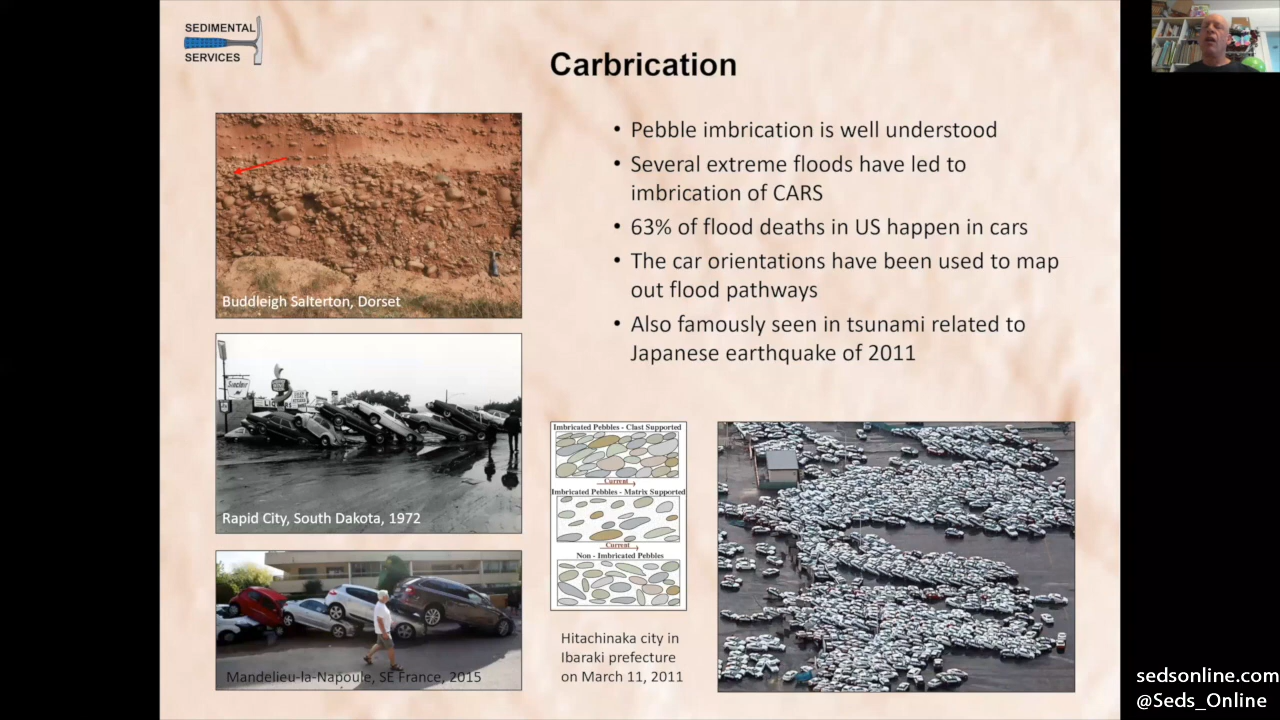 SEDIMENTAL
SERVICES
Carbrication
• Pebble imbrication is well understood
• Several extreme floods have led to
imbrication of CARS
• 63% of flood deaths in US happen in cars
• The car orientations have been used to map
out flood pathways
• Also famously seen in tsunami related to
Japanese earthquake of 2011
Buddleigh Salterton, Dorset
Sinclair
Rapid City, South Dakota, 1972
Mandelieu-la-Napoule, SE France, 2015
Imbricated Pebbles - Clast Supported
Current
Imbricated Pebbles - Matrix Supported
Current
Non - Imbricated Pebbles
Hitachinaka city in
Ibaraki prefecture
on March 11, 2011
sedsonline.com
@Seds_Online